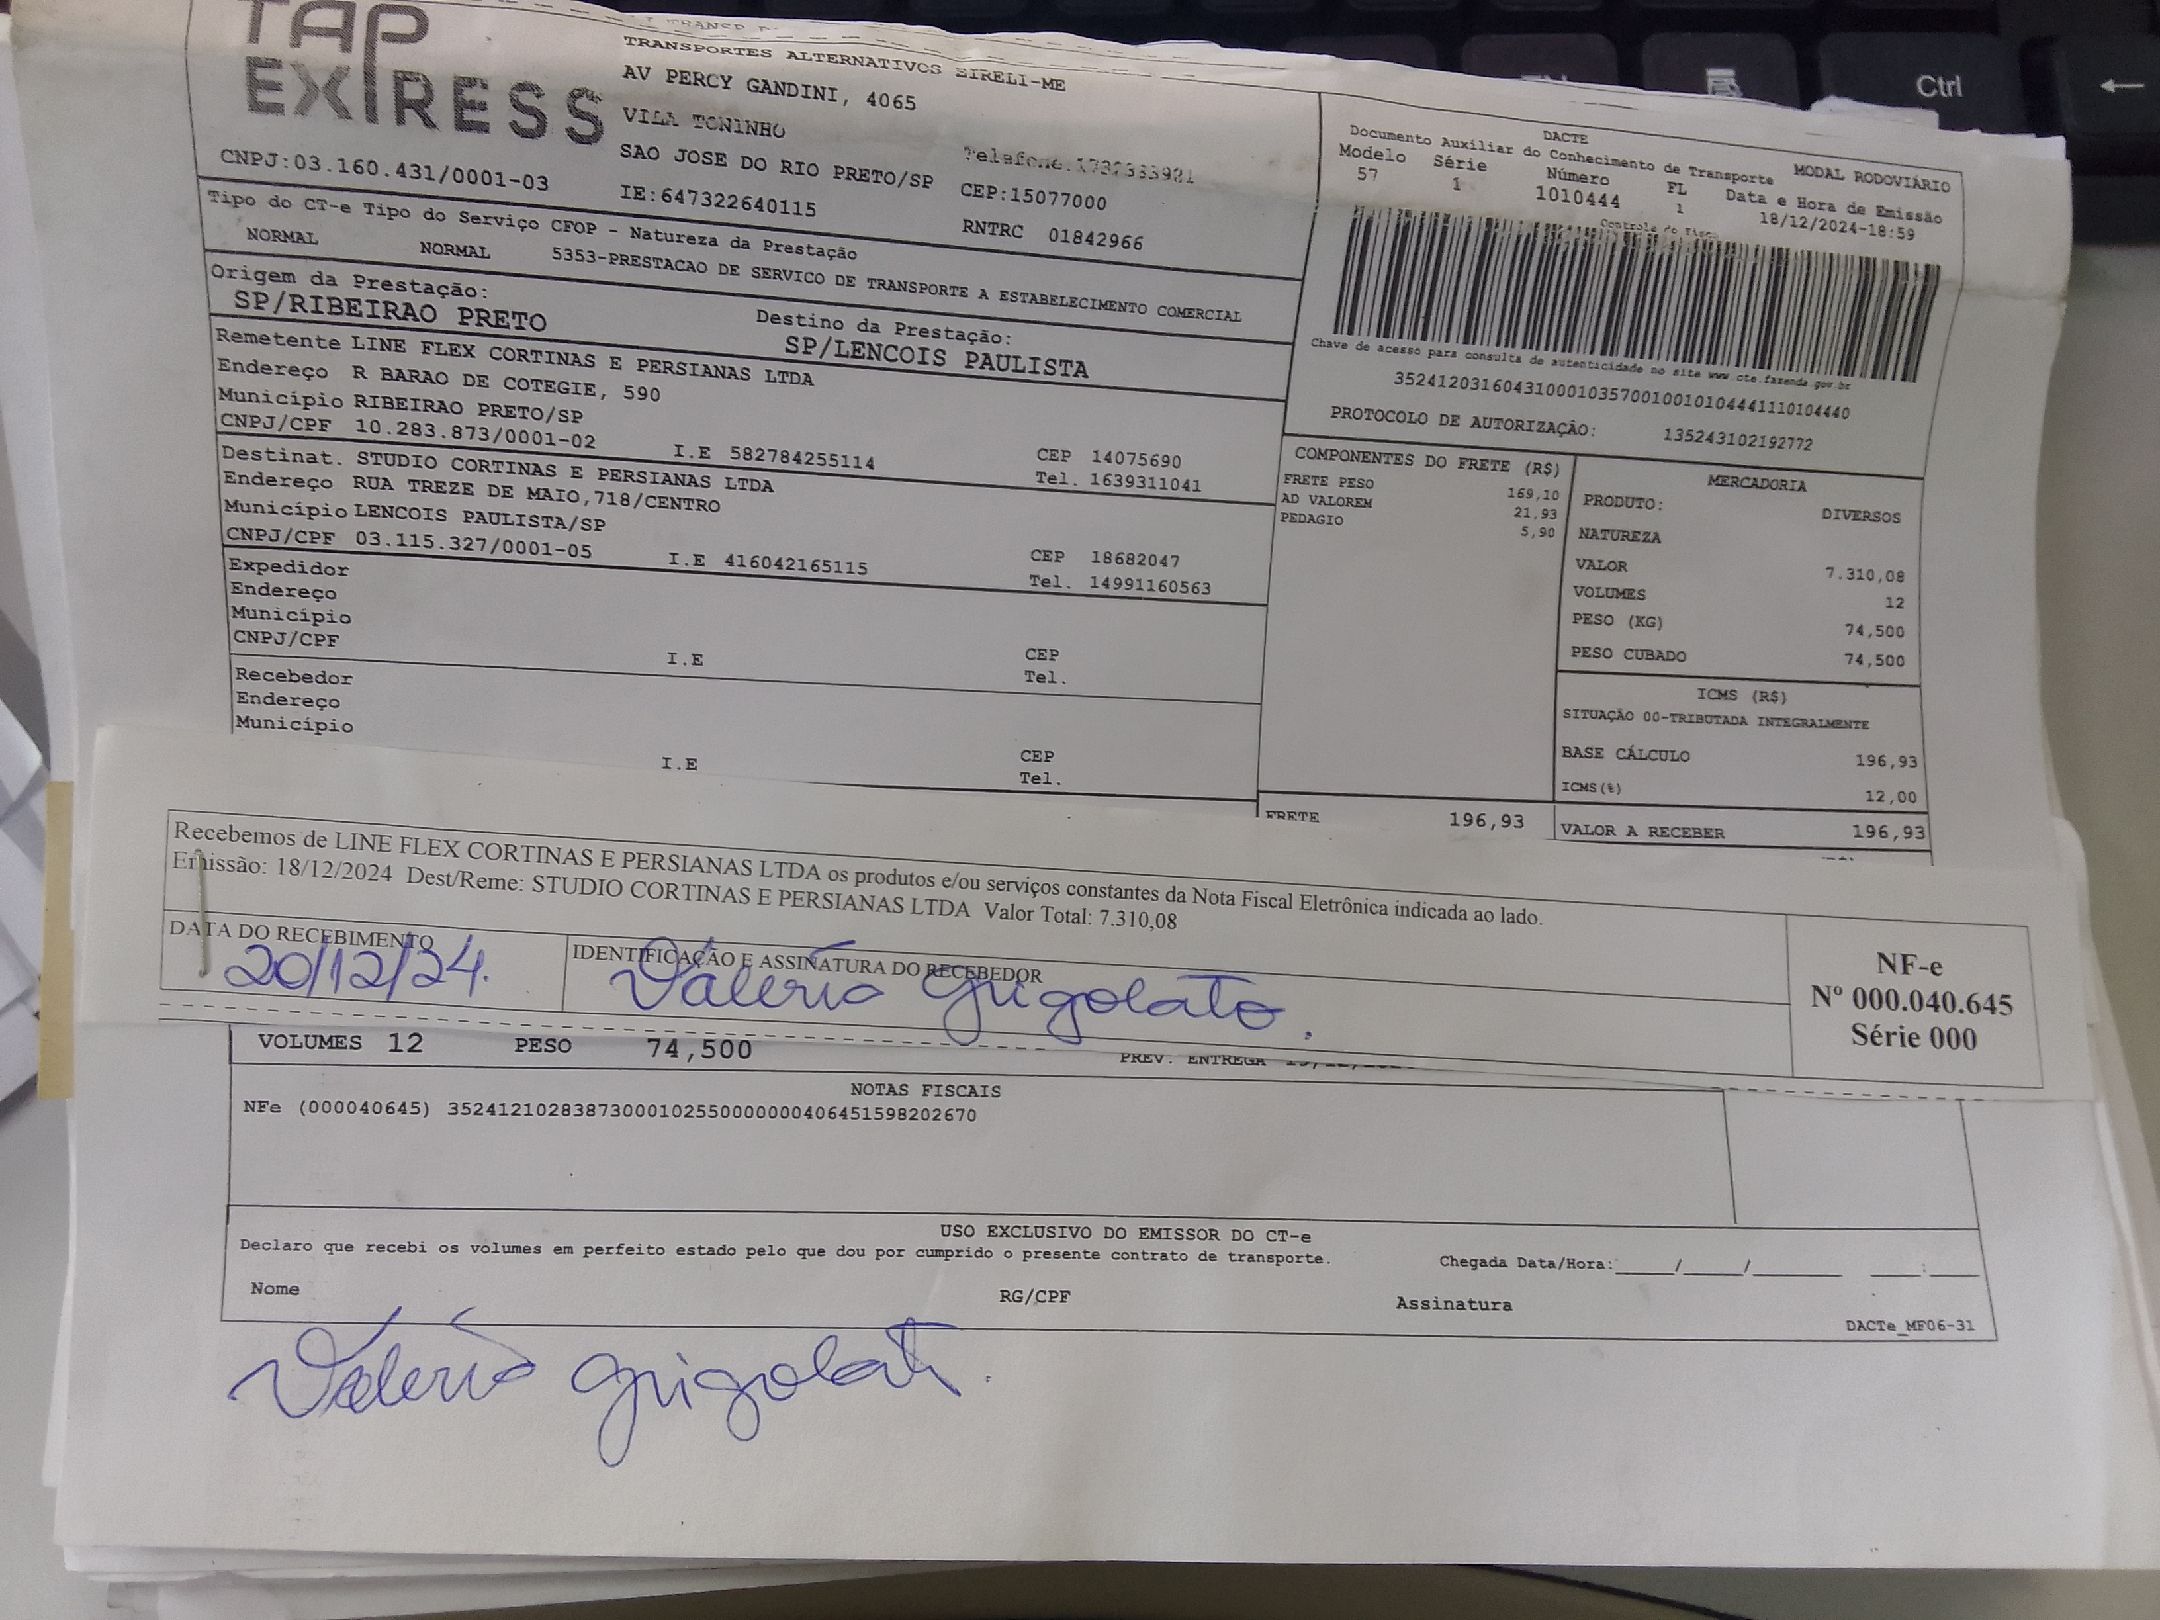 TAP
EXPRESS
TRANSPORTES ALTERNATIVOS EIRELI-ME
AV PERCY GANDINI, 4065
VILA TONINHO
SAO JOSE DO RIO PRETO/SP CEP:15077000
CNPJ:03.160.431/0001-03 IE:647322640115 RNTRC 01842966
DACTE
Documento Auxiliar do Conhecimento de Transporte MODAL RODOVIÁRIO
Modelo Série Número FL Data e Hora de Emissão
57 1 1010444 1 18/12/2024-18:59
Controle do Fisco
Chave de acesso para consulta de autenticidade no site www.cte.fazenda.gov.br
35241203160431000103570010010104441110104440
PROTOCOLO DE AUTORIZAÇÃO: 135243102192772
Tipo do CT-e Tipo do Serviço CFOP - Natureza da Prestação
NORMAL NORMAL 5353-PRESTACAO DE SERVICO DE TRANSPORTE A ESTABELECIMENTO COMERCIAL
Origem da Prestação: Destino da Prestação:
SP/RIBEIRAO PRETO SP/LENCOIS PAULISTA
Remetente LINE FLEX CORTINAS E PERSIANAS LTDA
Endereço R BARAO DE COTEGIE, 590
Município RIBEIRAO PRETO/SP CEP 14075690
CNPJ/CPF 10.283.873/0001-02 I.E 582784255114 Tel. 1639311041
Destinat. STUDIO CORTINAS E PERSIANAS LTDA
Endereço RUA TREZE DE MAIO,718/CENTRO
Município LENCOIS PAULISTA/SP CEP 18682047
CNPJ/CPF 03.115.327/0001-05 I.E 416042165115 Tel. 14991160563
Expedidor
Endereço
Município CEP
CNPJ/CPF I.E Tel.
Recebedor
Endereço
Município CEP
I.E Tel.
COMPONENTES DO FRETE (R$)
FRETE PESO 169,10
AD VALOREM 21,93
PEDAGIO 5,90
FRETE 196,93
MERCADORIA
PRODUTO: DIVERSOS
NATUREZA
VALOR 7.310,08
VOLUMES 12
PESO (KG) 74,500
PESO CUBADO 74,500
ICMS (R$)
SITUAÇÃO 00-TRIBUTADA INTEGRALMENTE
BASE CÁLCULO 196,93
ICMS(%) 12,00
VALOR A RECEBER 196,93
Recebemos de LINE FLEX CORTINAS E PERSIANAS LTDA os produtos e/ou serviços constantes da Nota Fiscal Eletrônica indicada ao lado.
Emissão: 18/12/2024 Dest/Reme: STUDIO CORTINAS E PERSIANAS LTDA Valor Total: 7.310,08
DATA DO RECEBIMENTO IDENTIFICAÇÃO E ASSINATURA DO RECEBEDOR
20/12/24. Valéria Grigolato.
NF-e
Nº 000.040.645
Série 000
VOLUMES 12 PESO 74,500 PREV. ENTREGA
NOTAS FISCAIS
NFe (000040645) 35241210283873000102550000000406451598202670
USO EXCLUSIVO DO EMISSOR DO CT-e
Declaro que recebi os volumes em perfeito estado pelo que dou por cumprido o presente contrato de transporte. Chegada Data/Hora:____/____/______ ___:___
Nome RG/CPF Assinatura
DACTe_MF06-31
Valéria Grigolato.